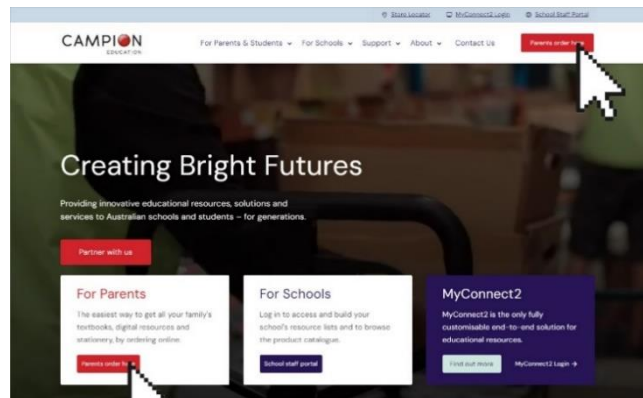 Store Locator MyConnect2 Login School Staff Portal
CAMPION
EDUCATION
For Parents & Students For Schools Support About Contact Us Parents order
Creating Bright Futures
Providing innovative educational resources, solutions and
services to Australian schools and students – for generations.
Partner with us
For Parents
The easiest way to get all your family's
textbooks, digital resources and
stationery, by ordering online.
Parents order
For Schools
Log in to access and build your
school's resource lists and to browse
the product catalogue.
School staff portal
MyConnect2
MyConnect2 is the only fully
customisable end-to-end solution for
educational resources.
Find out more MyConnect2 Login →